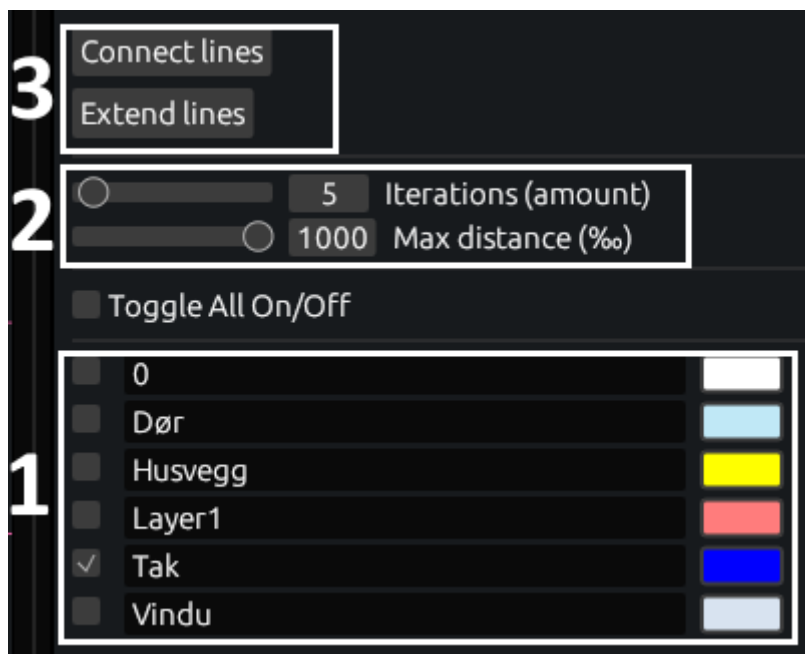 3
Connect lines
Extend lines
2
5 Iterations (amount)
1000 Max distance (‰)
Toggle All On/Off
1
0
Dør
Husvegg
Layer1
Tak
Vindu